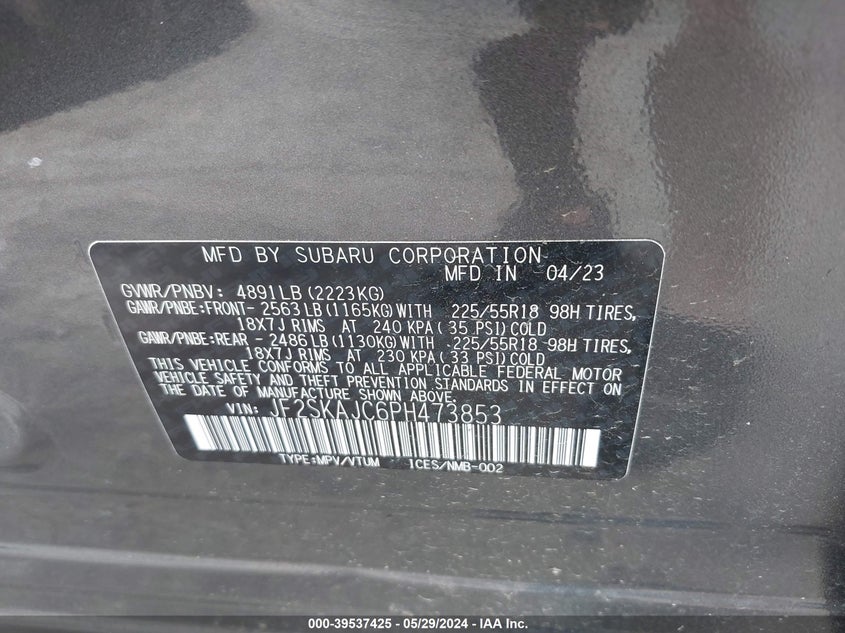 MFD BY SUBARU CORPORATION
MFD IN 04/23
GVWR/PNBV: 4891LB (2223KG)
GAWR/PNBE:FRONT- 2563 LB (1165KG) WITH 225/55R18 98H TIRES,
18X7J RIMS AT 240 KPA (35 PSI) COLD
GAWR/PNBE:REAR - 2486 LB (1130KG) WITH 225/55R18 98H TIRES,
18X7J RIMS AT 230 KPA (33 PSI) COLD
THIS VEHICLE CONFORMS TO ALL APPLICABLE FEDERAL MOTOR
VEHICLE SAFETY AND THEFT PREVENTION STANDARDS IN EFFECT ON
THE DATE OF MANUFACTURE SHOWN ABOVE.
VIN: JF2SKAJC6PH473853
TYPE:MPV/VTUM ICES/NMB-002
000-39537425 - 05/29/2024 - IAA Inc.